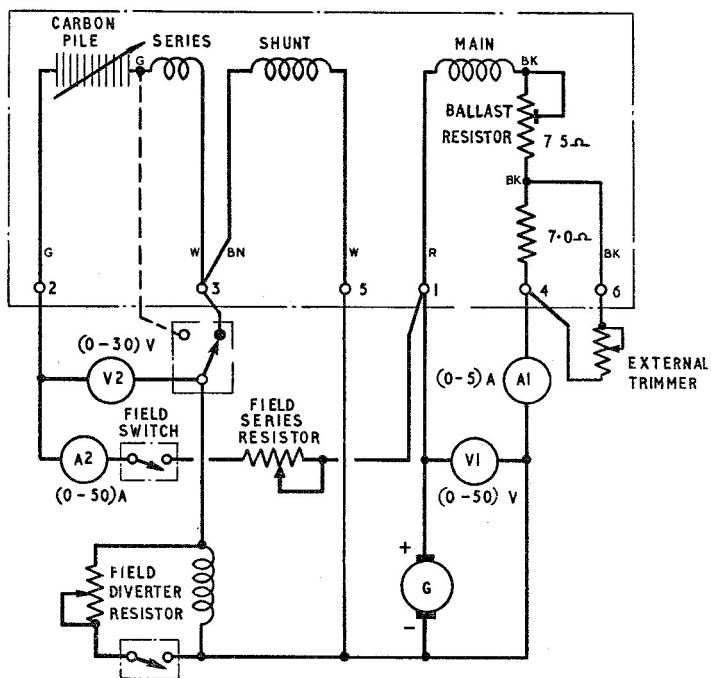 CARBON
PILE
G
SERIES
SHUNT
MAIN
BK
BALLAST
RESISTOR
7 5Ω
BK
7·0Ω
G
W
BN
W
R
BK
2
3
5
1
4
6
(0–30) V
V2
(0–5) A
A1
EXTERNAL
TRIMMER
FIELD
SWITCH
FIELD
SERIES
RESISTOR
A2
(0–50)A
V1
(0–50) V
+
G
–
FIELD
DIVERTER
RESISTOR